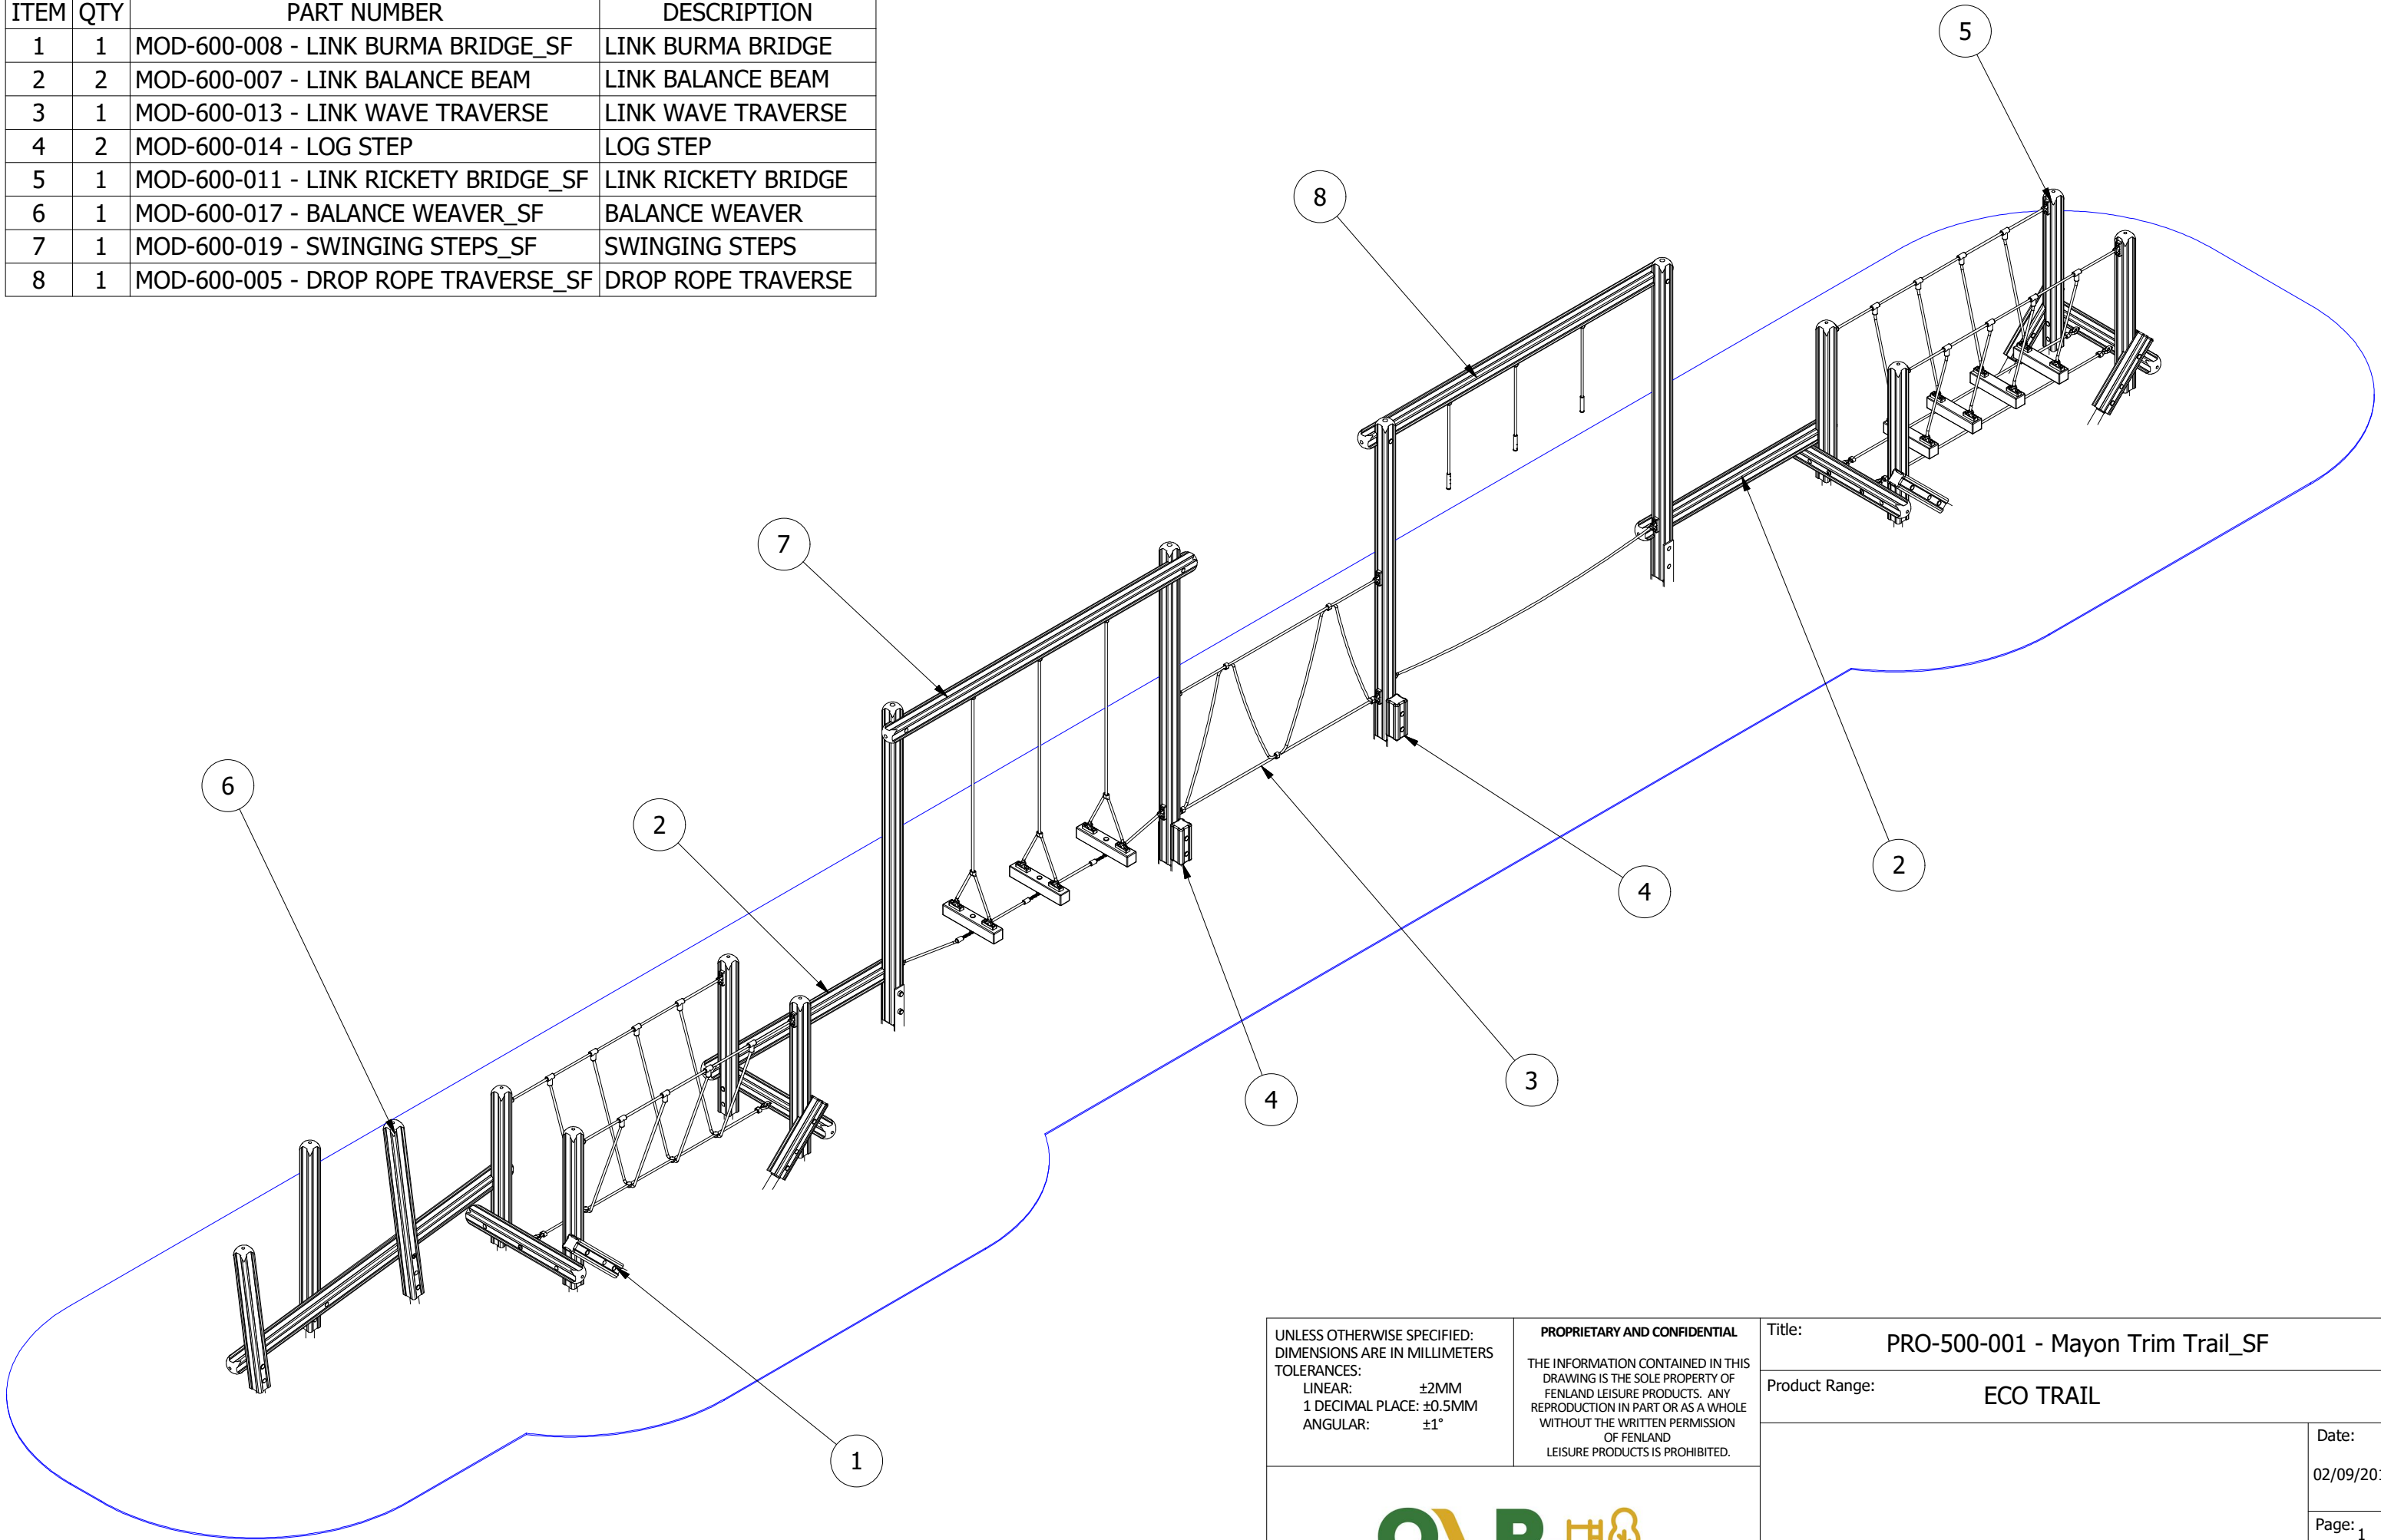 ITEM QTY PART NUMBER DESCRIPTION
1 1 MOD-600-008 - LINK BURMA BRIDGE_SF LINK BURMA BRIDGE
2 2 MOD-600-007 - LINK BALANCE BEAM LINK BALANCE BEAM
3 1 MOD-600-013 - LINK WAVE TRAVERSE LINK WAVE TRAVERSE
4 2 MOD-600-014 - LOG STEP LOG STEP
5 1 MOD-600-011 - LINK RICKETY BRIDGE_SF LINK RICKETY BRIDGE
6 1 MOD-600-017 - BALANCE WEAVER_SF BALANCE WEAVER
7 1 MOD-600-019 - SWINGING STEPS_SF SWINGING STEPS
8 1 MOD-600-005 - DROP ROPE TRAVERSE_SF DROP ROPE TRAVERSE
5
8
7
6
2
2
4
3
4
1
UNLESS OTHERWISE SPECIFIED:
DIMENSIONS ARE IN MILLIMETERS
TOLERANCES:
LINEAR: ±2MM
1 DECIMAL PLACE: ±0.5MM
ANGULAR: ±1°
PROPRIETARY AND CONFIDENTIAL
THE INFORMATION CONTAINED IN THIS
DRAWING IS THE SOLE PROPERTY OF
FENLAND LEISURE PRODUCTS. ANY
REPRODUCTION IN PART OR AS A WHOLE
WITHOUT THE WRITTEN PERMISSION
OF FENLAND
LEISURE PRODUCTS IS PROHIBITED.
Title:
PRO-500-001 - Mayon Trim Trail_SF
Product Range:
ECO TRAIL
Date:
02/09/201
Page: 1